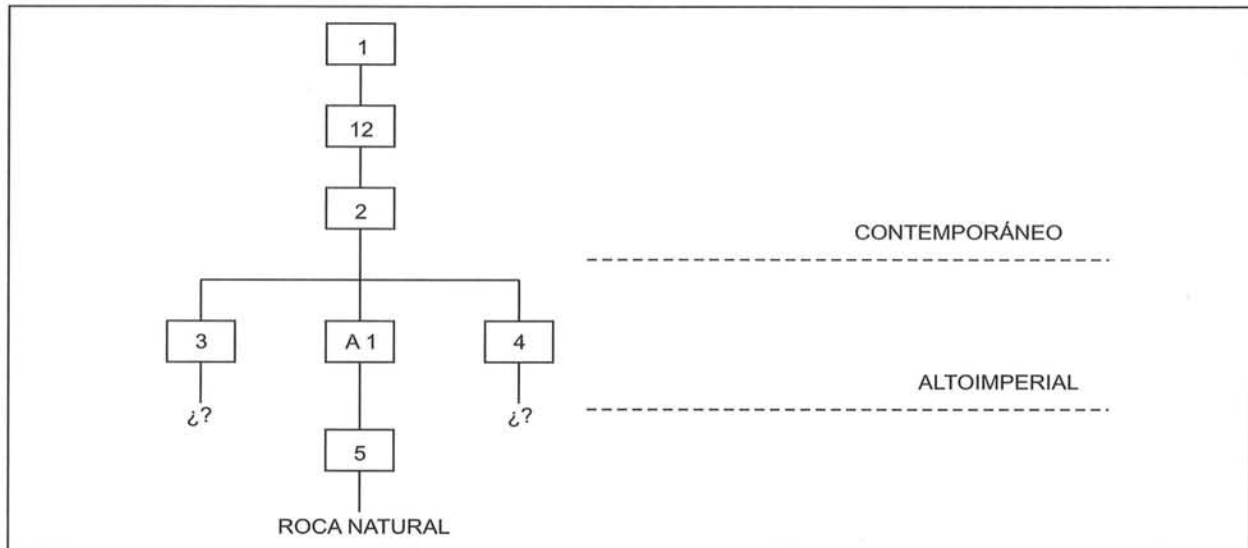 1
12
2
CONTEMPORÁNEO
3
A 1
4
ALTOIMPERIAL
¿?
¿?
5
ROCA NATURAL